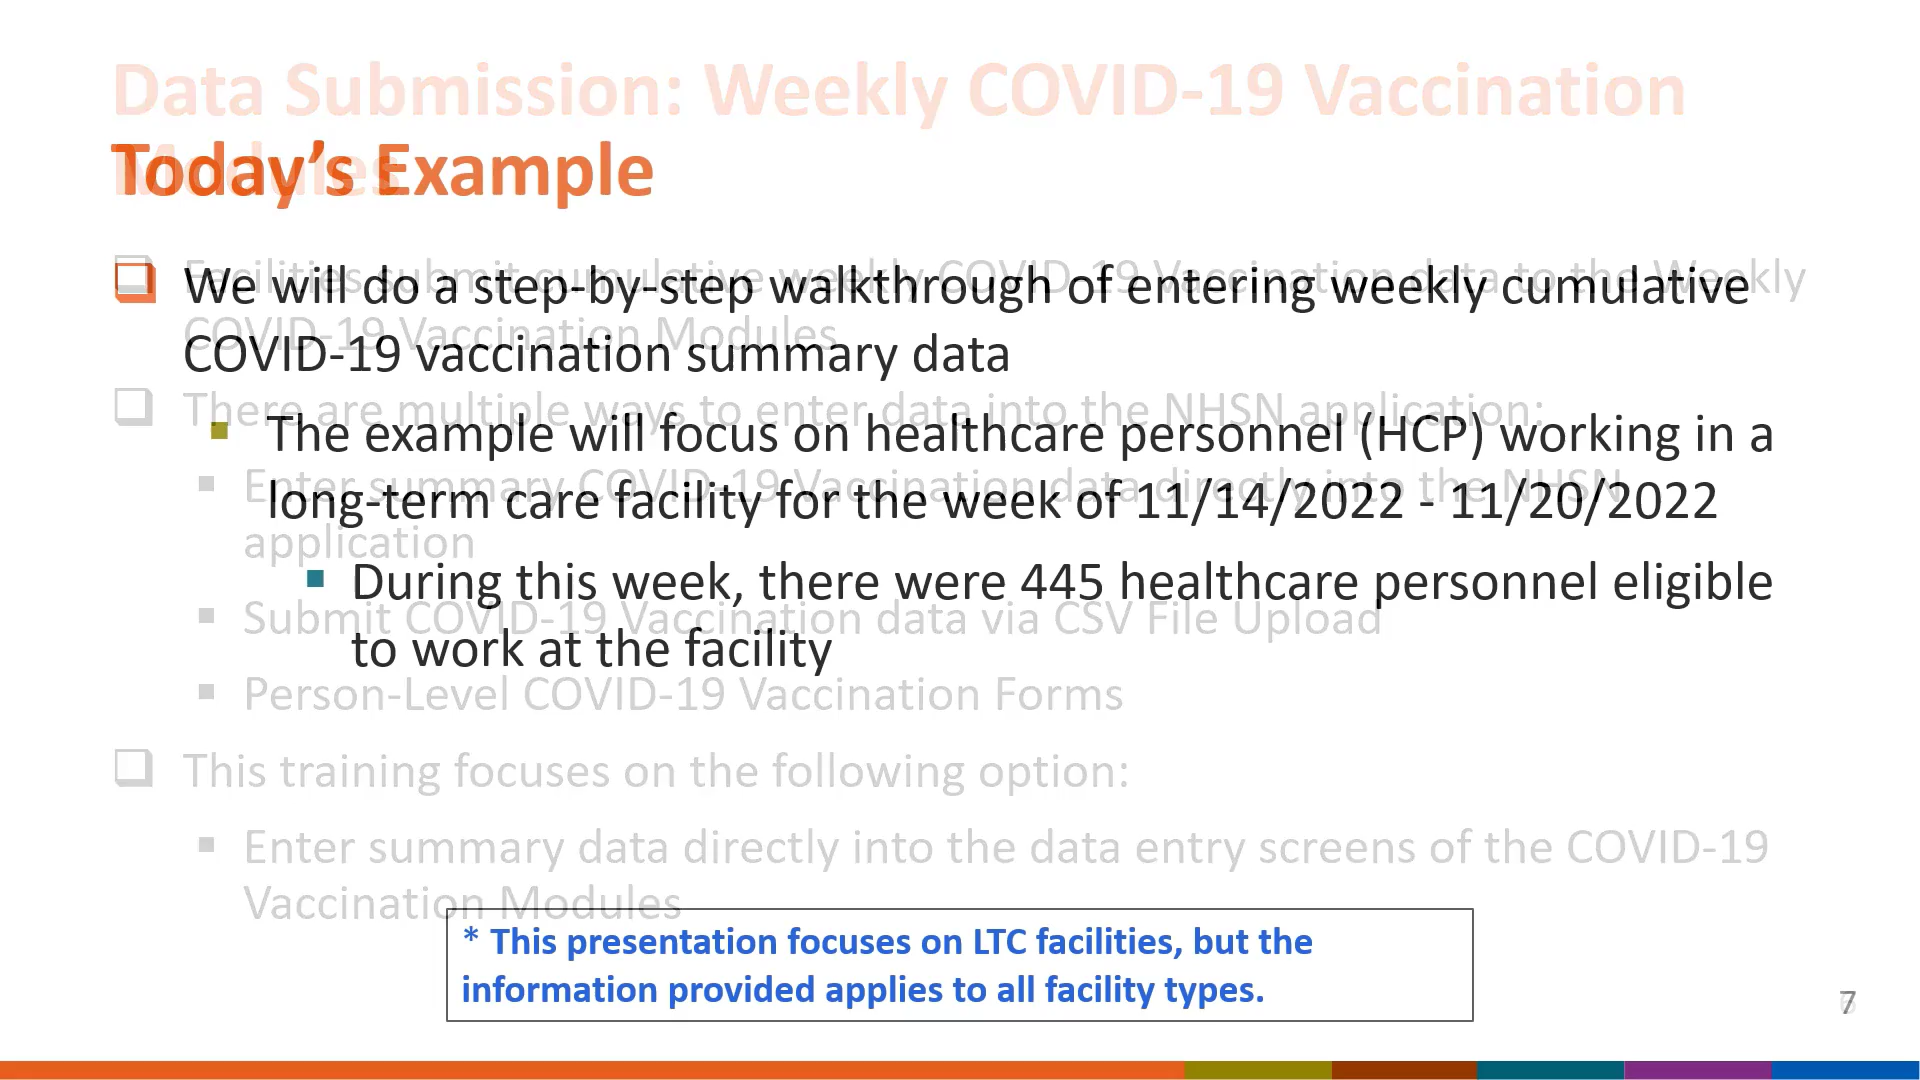 Data Submission: Weekly COVID-19 Vaccination
Modules
Today's Example
❑ Facilities submit cumulative weekly COVID-19 Vaccination data to the Weekly
COVID-19 Vaccination Modules
❑ There are multiple ways to enter data into the NHSN application:
▪ Enter summary COVID-19 Vaccination data directly into the NHSN
application
▪ Submit COVID-19 Vaccination data via CSV File Upload
▪ Person-Level COVID-19 Vaccination Forms
❑ This training focuses on the following option:
▪ Enter summary data directly into the data entry screens of the COVID-19
Vaccination Modules
❑ We will do a step-by-step walkthrough of entering weekly cumulative
COVID-19 vaccination summary data
▪ The example will focus on healthcare personnel (HCP) working in a
long-term care facility for the week of 11/14/2022 - 11/20/2022
▪ During this week, there were 445 healthcare personnel eligible
to work at the facility
* This presentation focuses on LTC facilities, but the
information provided applies to all facility types.
6
7